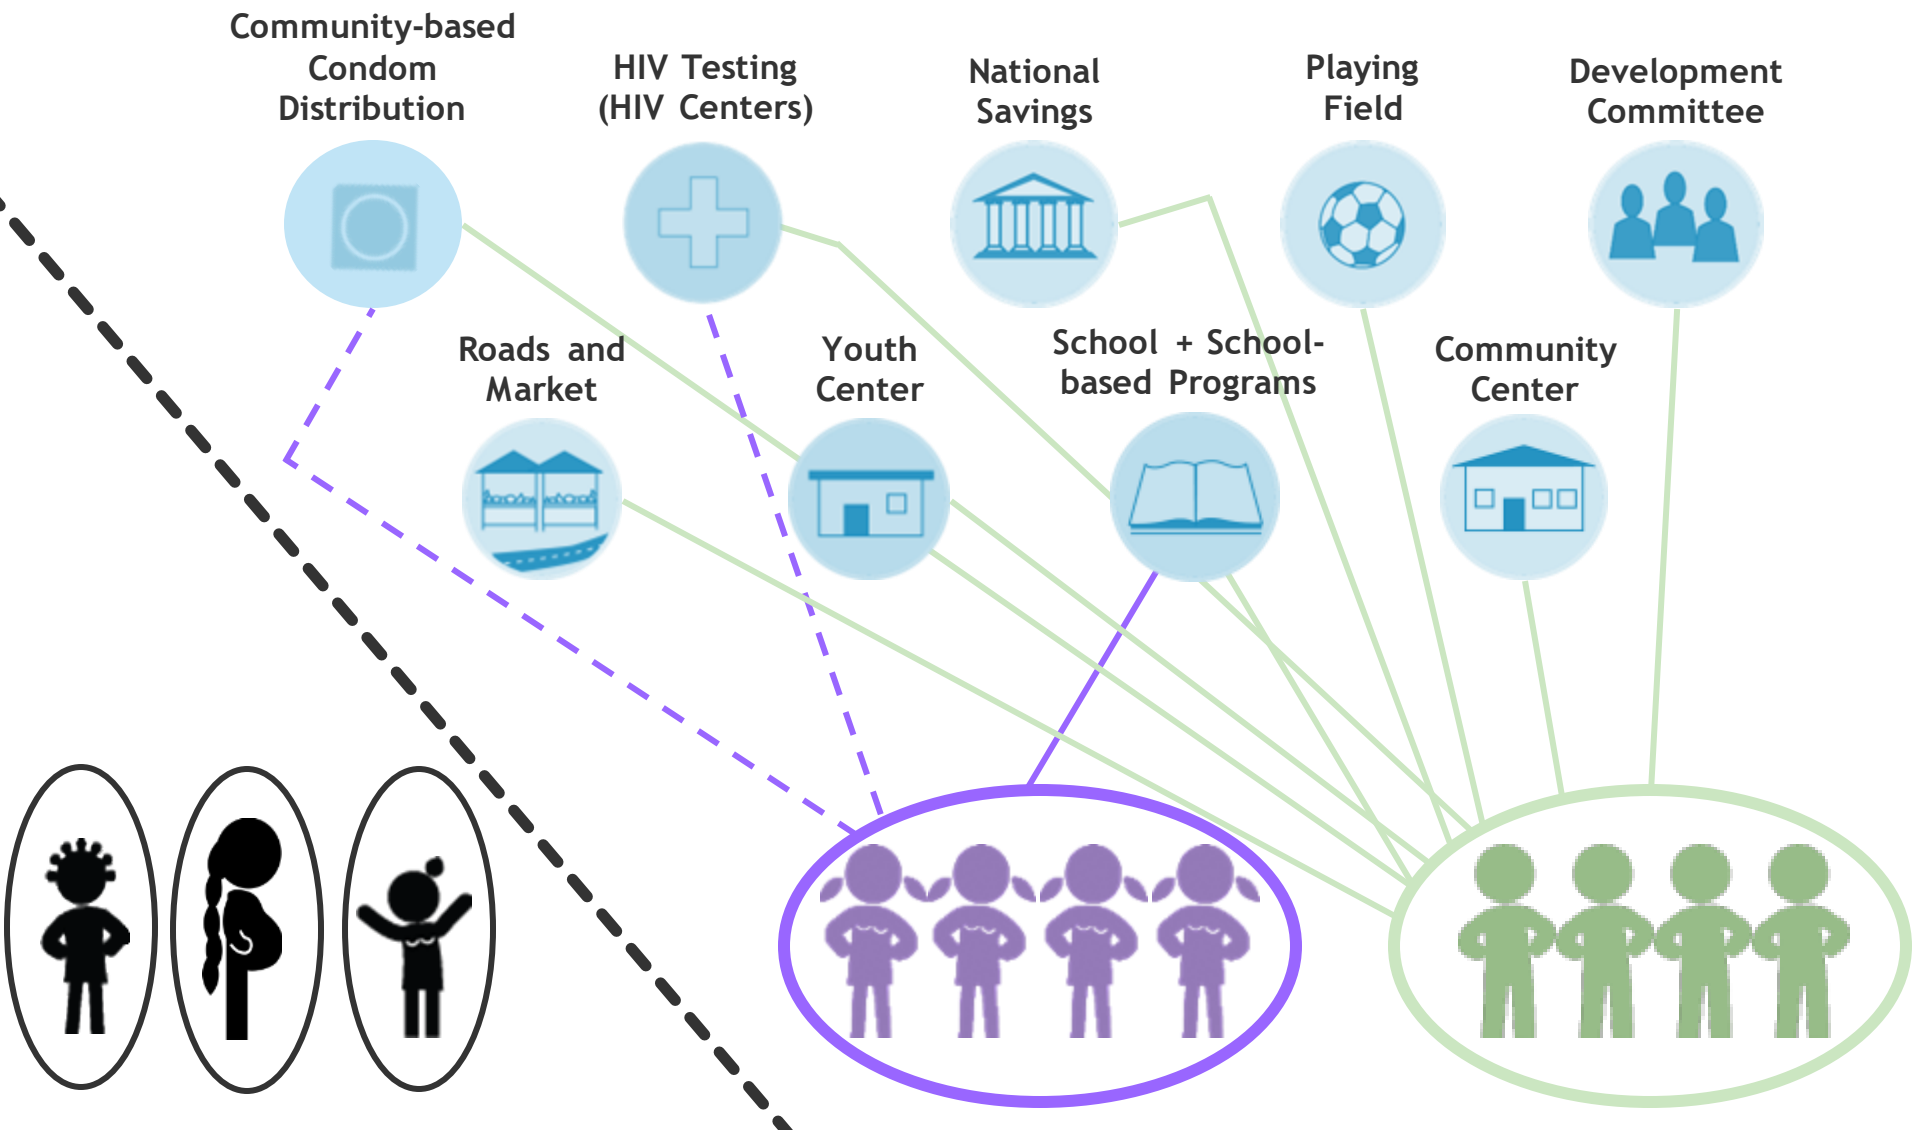 Community-based
Condom
Distribution
HIV Testing
(HIV Centers)
National
Savings
Playing
Field
Development
Committee
Roads and
Market
Youth
Center
School + School-
based Programs
Community
Center